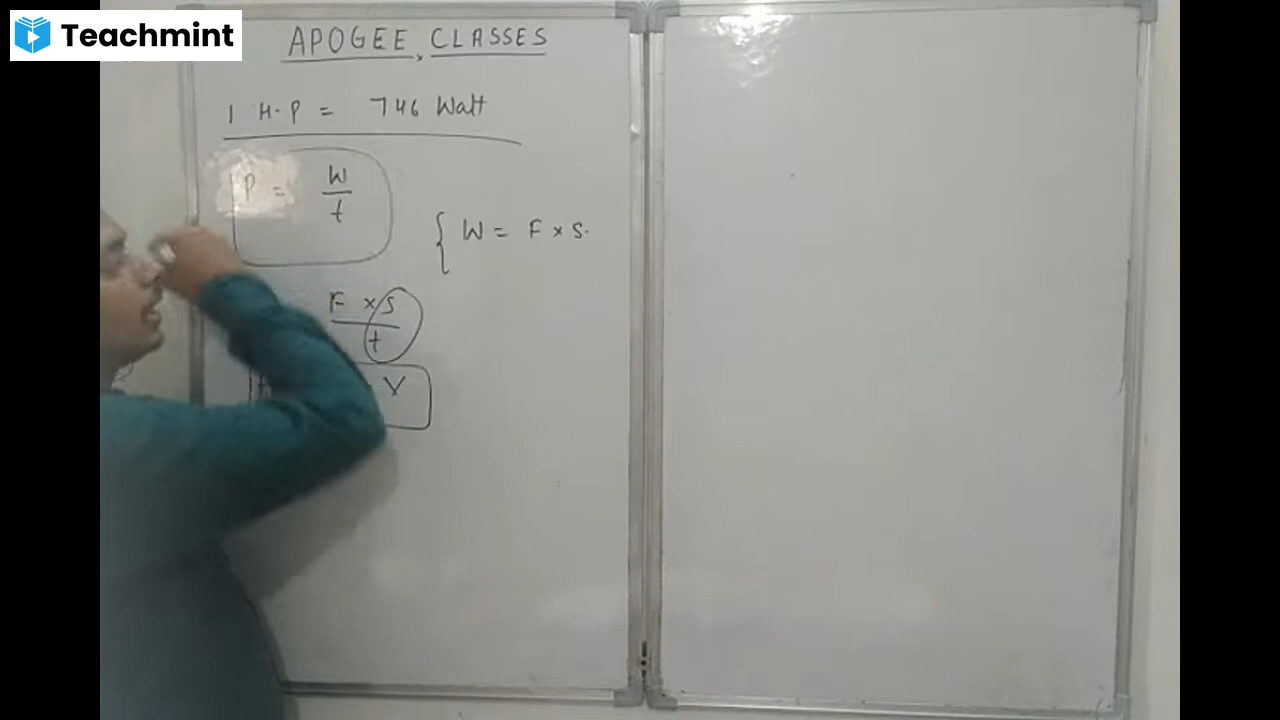 Teachmint
APOGEE, CLASSES
1 H.P = 746 Watt
P = W/t
{ W = F × S.
F × S / t
V